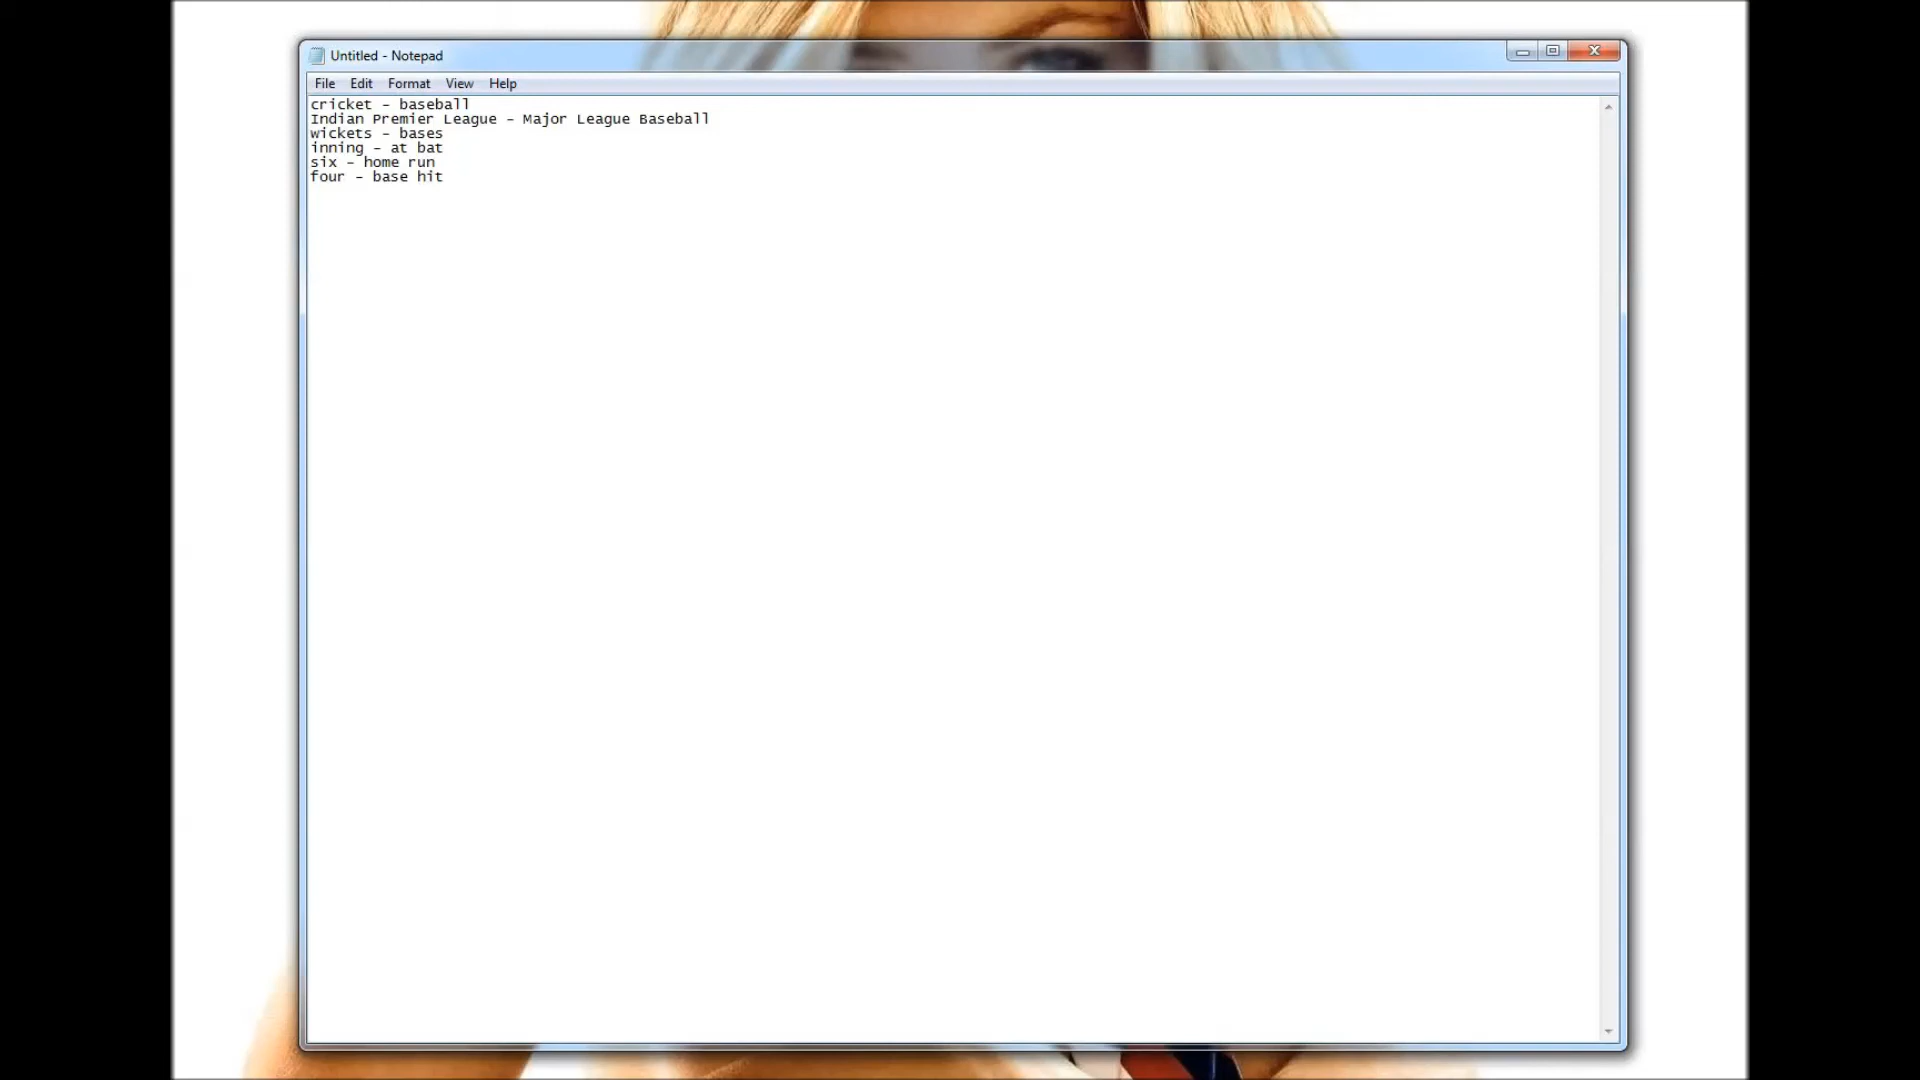 Untitled - Notepad
File Edit Format View Help
cricket - baseball
Indian Premier League - Major League Baseball
wickets - bases
inning - at bat
six - home run
four - base hit